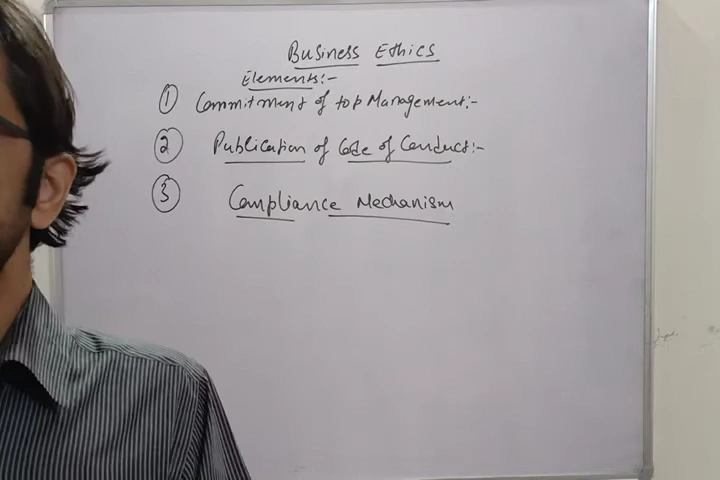 Business Ethics
Elements:-
① Commitment of top Management:-
② Publication of Code of Conduct:-
③ Compliance Mechanism